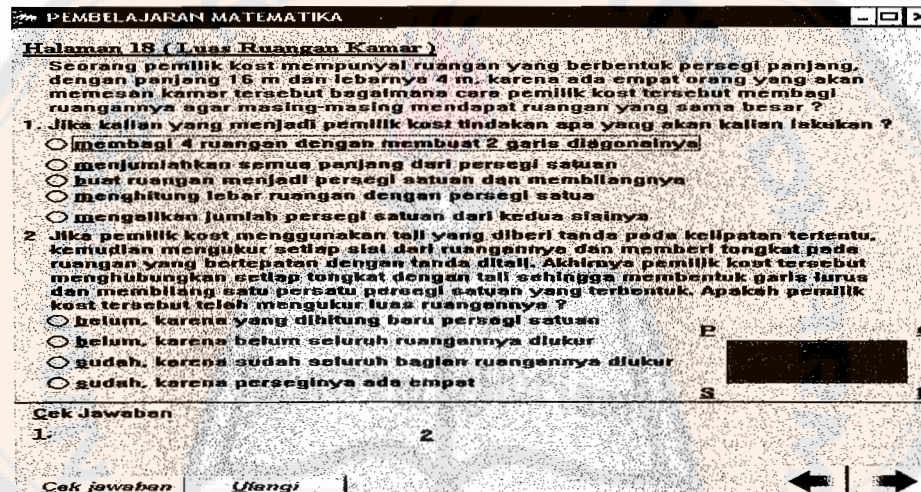 PEMBELAJARAN MATEMATIKA
Halaman 18 ( Luas Ruangan Kamar )
Seorang pemilik kost mempunyai ruangan yang berbentuk persegi panjang,
dengan panjang 16 m dan lebarnya 4 m, karena ada empat orang yang akan
memesan kamar tersebut bagaimana cara pemilik kost tersebut membagi
ruangannya agar masing-masing mendapat ruangan yang sama besar ?
1. Jika kalian yang menjadi pemilik kost tindakan apa yang akan kalian lakukan ?
membagi 4 ruangan dengan membuat 2 garis diagonalnya
menjumlahkan semua panjang dari persegi satuan
buat ruangan menjadi persegi satuan dan membilangnya
menghitung lebar ruangan dengan persegi satua
mengalikan jumlah persegi satuan dari kedua sisinya
2 Jika pemilik kost menggunakan tali yang diberi tanda pada kelipatan tertentu,
kemudian mengukur setiap sisi dari ruangannya dan memberi tongkat pada
ruangan yang bertepatan dengan tanda ditali. Akhirnya pemilik kost tersebut
menghubungkan setiap tongkat dengan tali sehingga membentuk garis lurus
dan membilang satu persatu persegi satuan yang terbentuk. Apakah pemilik
kost tersebut telah mengukur luas ruangannya ?
belum, karena yang dihitung baru persegi satuan
belum, karena belum seluruh ruangannya diukur
sudah, karena sudah seluruh bagian ruangannya diukur
sudah, karena perseginya ada empat
P
S
Cek Jawaban
1. 2
Cek jawaban Ulangi